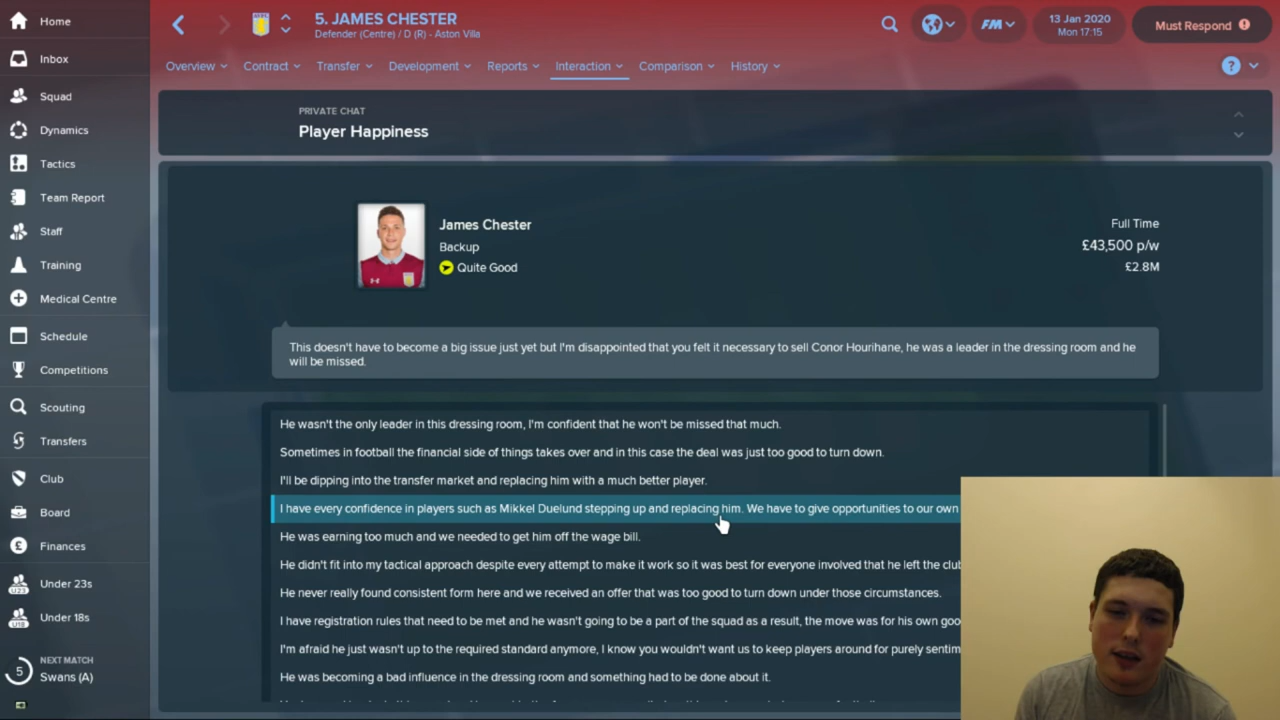 Home
Inbox
Squad
Dynamics
Tactics
Team Report
Staff
Training
Medical Centre
Schedule
Competitions
Scouting
Transfers
Club
Board
Finances
Under 23s
Under 18s
5
NEXT MATCH
Swans (A)
5. JAMES CHESTER
Defender (Centre) / D (R) - Aston Villa
FM
13 Jan 2020
Mon 17:15
Must Respond
Overview
Contract
Transfer
Development
Reports
Interaction
Comparison
History
?
PRIVATE CHAT
Player Happiness
James Chester
Backup
Quite Good
Full Time
£43,500 p/w
£2.8M
This doesn't have to become a big issue just yet but I'm disappointed that you felt it necessary to sell Conor Hourihane, he was a leader in the dressing room and he
will be missed.
He wasn't the only leader in this dressing room, I'm confident that he won't be missed that much.
Sometimes in football the financial side of things takes over and in this case the deal was just too good to turn down.
I'll be dipping into the transfer market and replacing him with a much better player.
I have every confidence in players such as Mikkel Duelund stepping up and replacing him. We have to give opportunities to our own
He was earning too much and we needed to get him off the wage bill.
He didn't fit into my tactical approach despite every attempt to make it work so it was best for everyone involved that he left the
He never really found consistent form here and we received an offer that was too good to turn down under those circumstances.
I have registration rules that need to be met and he wasn't going to be a part of the squad as a result, the move was for his own
I'm afraid he just wasn't up to the required standard anymore, I know you wouldn't want us to keep players around for purely
He was becoming a bad influence in the dressing room and something had to be done about it.